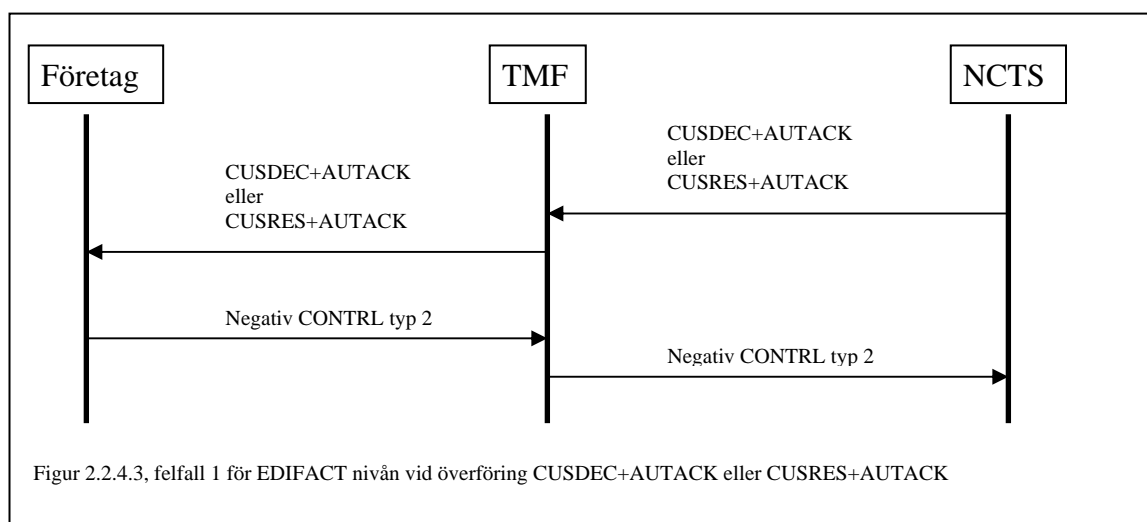 Företag
TMF
NCTS
CUSDEC+AUTACK
eller
CUSRES+AUTACK
CUSDEC+AUTACK
eller
CUSRES+AUTACK
Negativ CONTRL typ 2
Negativ CONTRL typ 2
Figur 2.2.4.3, felfall 1 för EDIFACT nivån vid överföring CUSDEC+AUTACK eller CUSRES+AUTACK